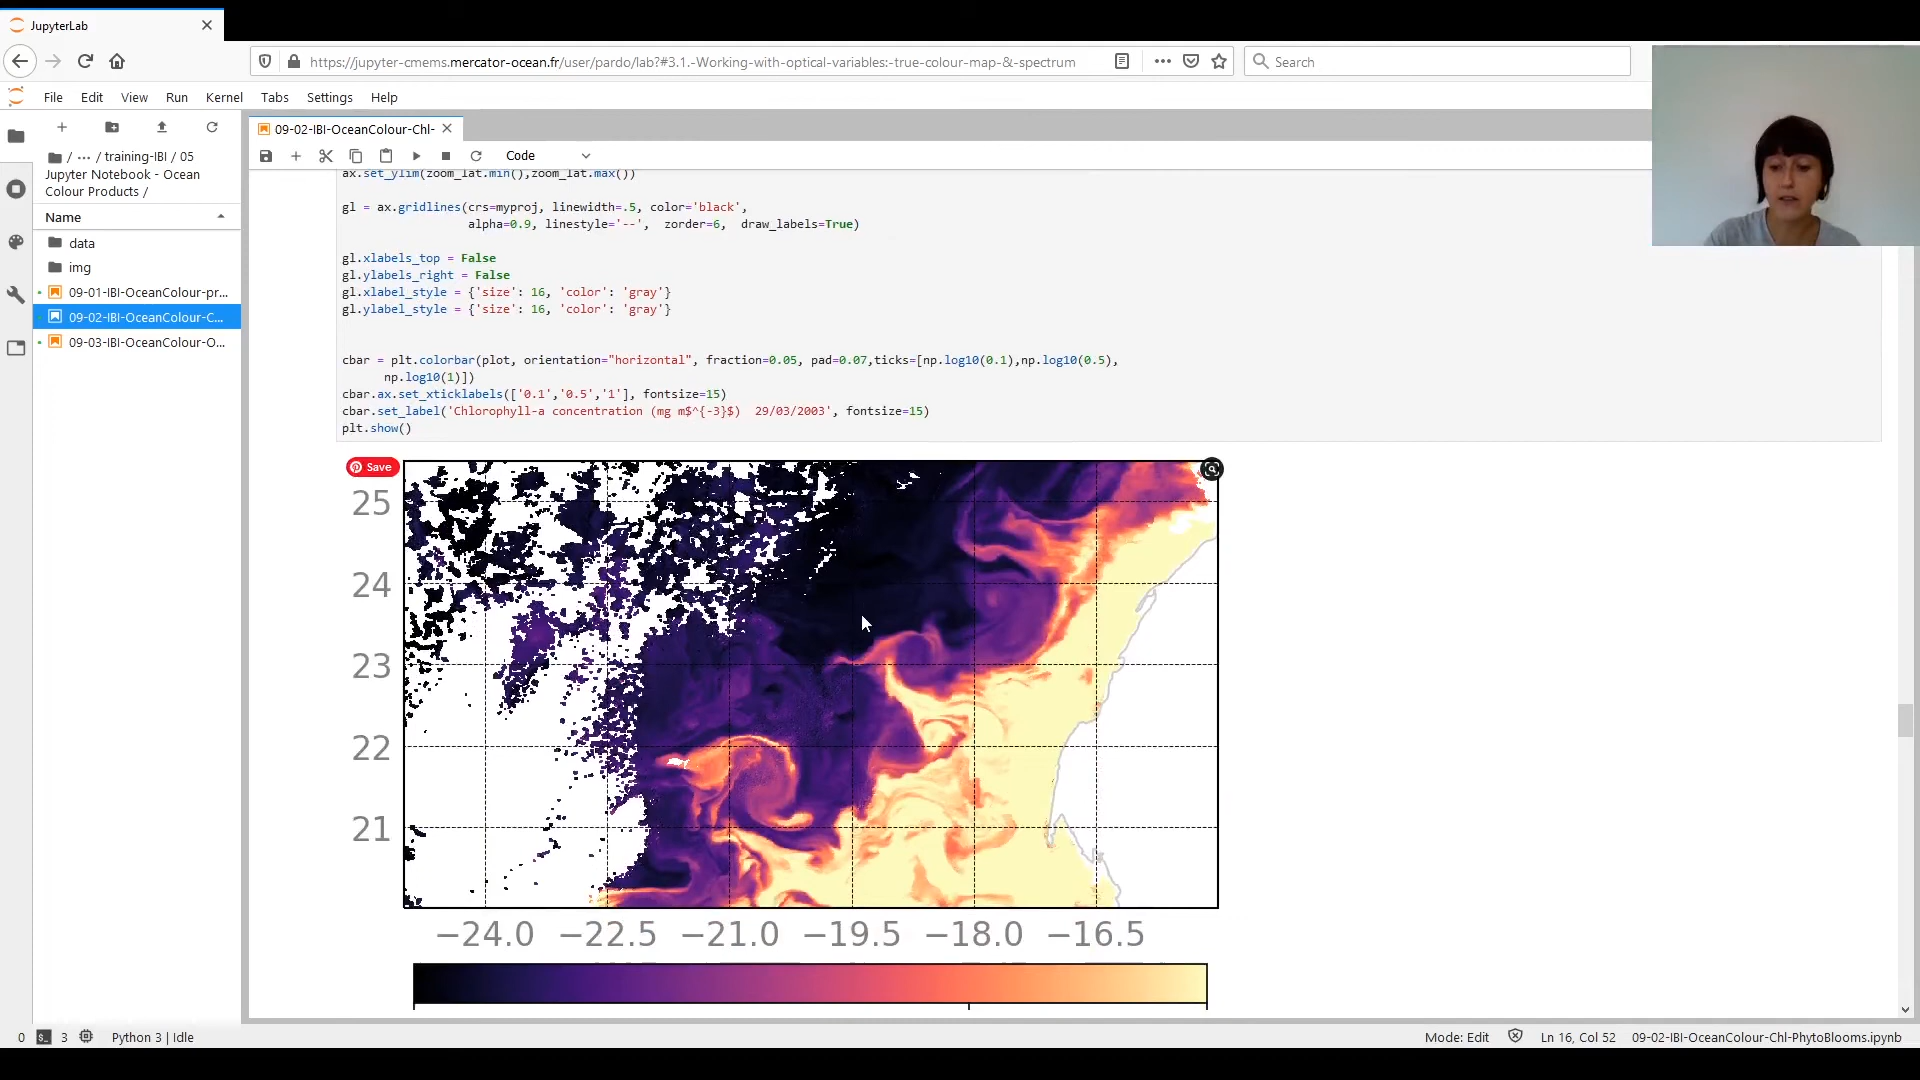 JupyterLab
https://jupyter-cmems.mercator-ocean.fr/user/pardo/lab?#3.1.-Working-with-optical-variables:-true-colour-map-&-spectrum
Search
File Edit View Run Kernel Tabs Settings Help
09-02-IBI-OceanColour-Chl-
Code
/ ··· / training-IBI / 05
Jupyter Notebook - Ocean
Colour Products /
Name
data
img
09-01-IBI-OceanColour-pr...
09-02-IBI-OceanColour-C...
09-03-IBI-OceanColour-O...
ax.set_ylim(zoom_lat.min(),zoom_lat.max())
gl = ax.gridlines(crs=myproj, linewidth=.5, color='black',
alpha=0.9, linestyle='--', zorder=6, draw_labels=True)
gl.xlabels_top = False
gl.ylabels_right = False
gl.xlabel_style = {'size': 16, 'color': 'gray'}
gl.ylabel_style = {'size': 16, 'color': 'gray'}
cbar = plt.colorbar(plot, orientation="horizontal", fraction=0.05, pad=0.07,ticks=[np.log10(0.1),np.log10(0.5),
np.log10(1)])
cbar.ax.set_xticklabels(['0.1','0.5','1'], fontsize=15)
cbar.set_label('Chlorophyll-a concentration (mg m$^{-3}$)  29/03/2003', fontsize=15)
plt.show()
Save
25
24
23
22
21
−24.0 −22.5 −21.0 −19.5 −18.0 −16.5
0 3 Python 3 | Idle
Mode: Edit Ln 16, Col 52 09-02-IBI-OceanColour-Chl-PhytoBlooms.ipynb